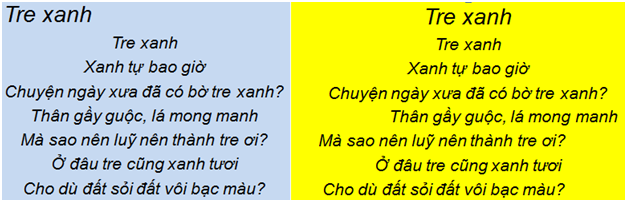 Tre xanh
Tre xanh
Xanh tự bao giờ
Chuyện ngày xưa đã có bờ tre xanh?
Thân gầy guộc, lá mong manh
Mà sao nên luỹ nên thành tre ơi?
Ở đâu tre cũng xanh tươi
Cho dù đất sỏi đất vôi bạc màu?
Tre xanh
Tre xanh
Xanh tự bao giờ
Chuyện ngày xưa đã có bờ tre xanh?
Thân gầy guộc, lá mong manh
Mà sao nên luỹ nên thành tre ơi?
Ở đâu tre cũng xanh tươi
Cho dù đất sỏi đất vôi bạc màu?